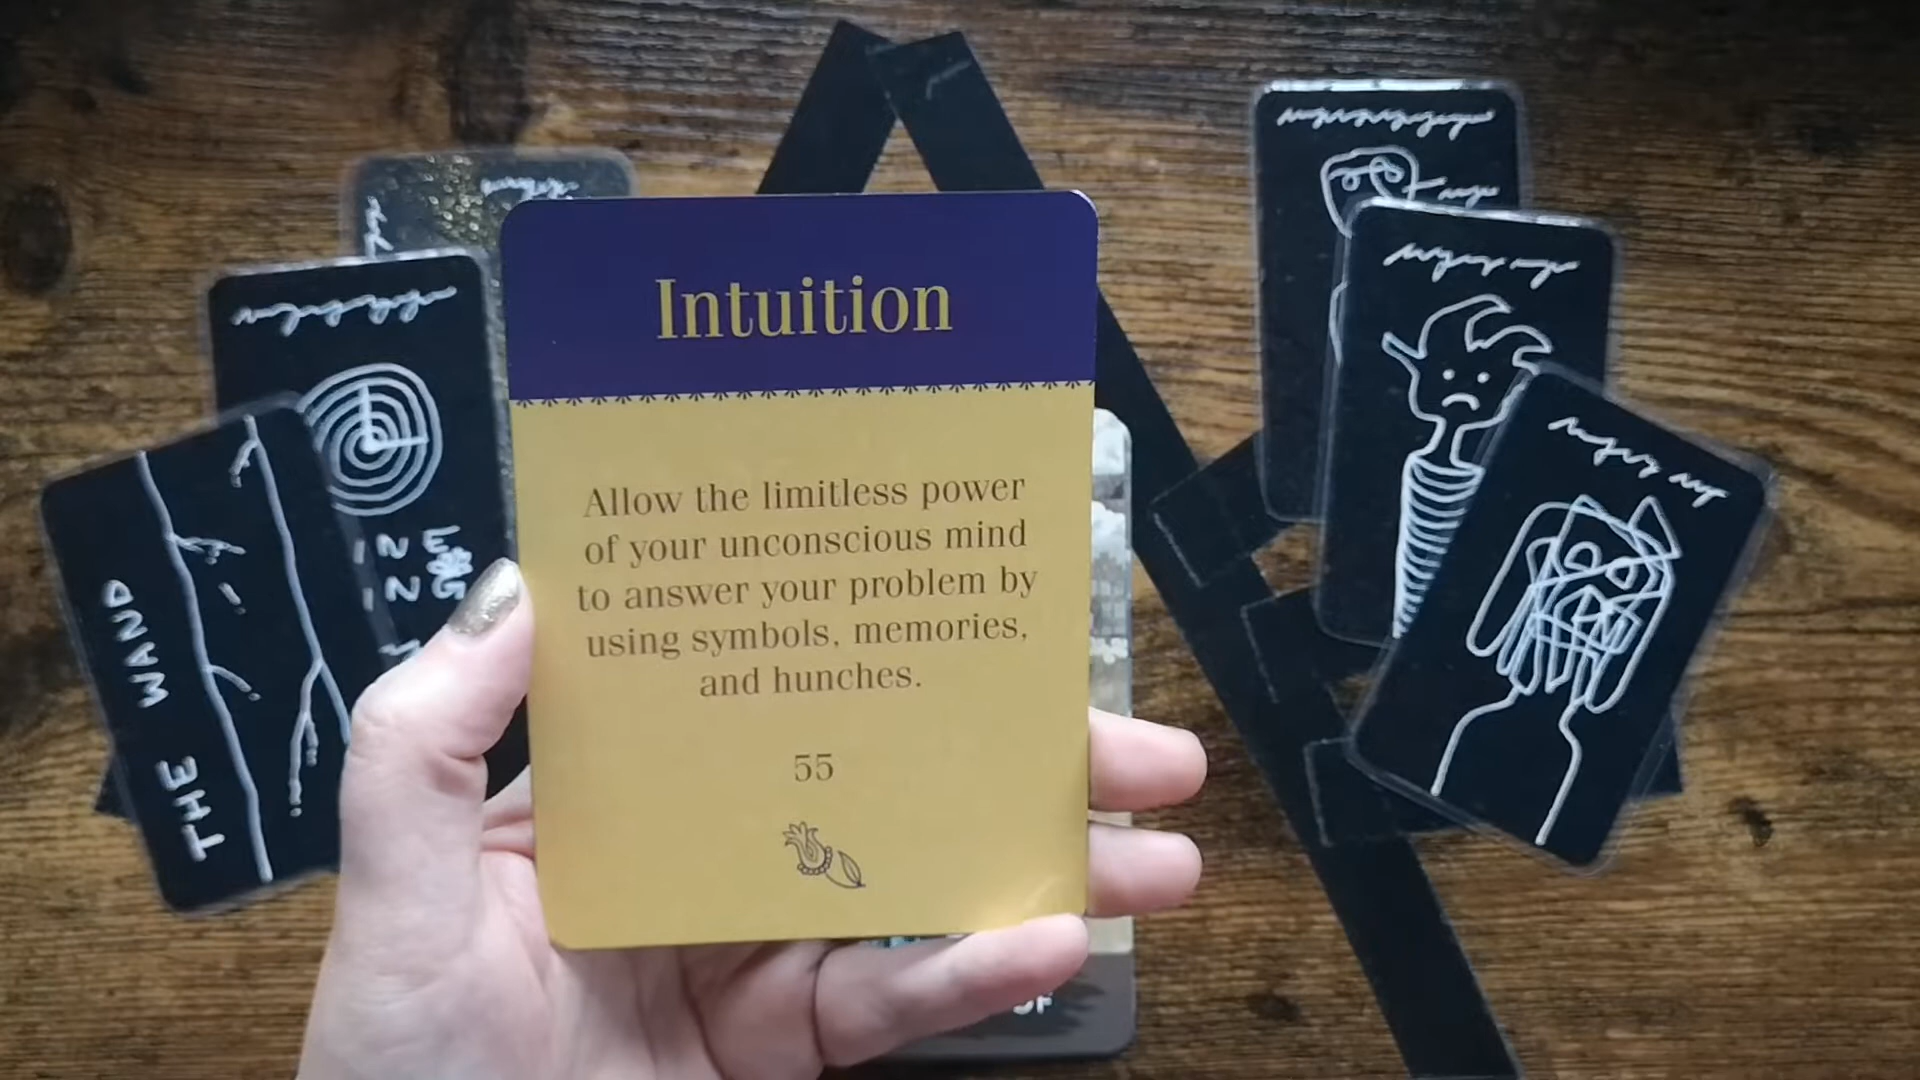 Intuition
Allow the limitless power
of your unconscious mind
to answer your problem by
using symbols, memories,
and hunches.
55
THE WAND
OF